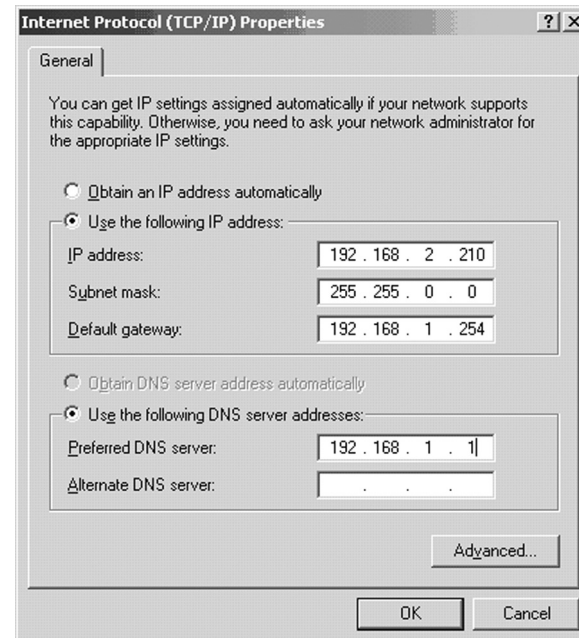 Internet Protocol (TCP/IP) Properties
General
You can get IP settings assigned automatically if your network supports
this capability. Otherwise, you need to ask your network administrator for
the appropriate IP settings.
Obtain an IP address automatically
Use the following IP address:
IP address: 192 . 168 . 2 . 210
Subnet mask: 255 . 255 . 0 . 0
Default gateway: 192 . 168 . 1 . 254
Obtain DNS server address automatically
Use the following DNS server addresses:
Preferred DNS server: 192 . 168 . 1 . 1
Alternate DNS server: . . .
Advanced...
OK Cancel